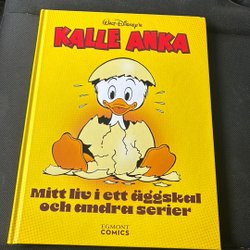 Walt Disney's
KALLE ANKA
Mitt liv i ett äggskal
och andra serier
EGMONT
COMICS